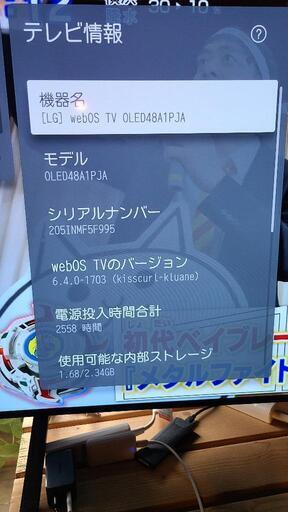 テレビ情報
?
機器名
[LG] webOS TV OLED48A1PJA
モデル
OLED48A1PJA
シリアルナンバー
205INMF5F995
webOS TVのバージョン
6.4.0-1703 (kisscurl-kluane)
電源投入時間合計
2558 時間
使用可能な内部ストレージ
1.68/2.34GB
初代ベイブレ
『メタルファイト